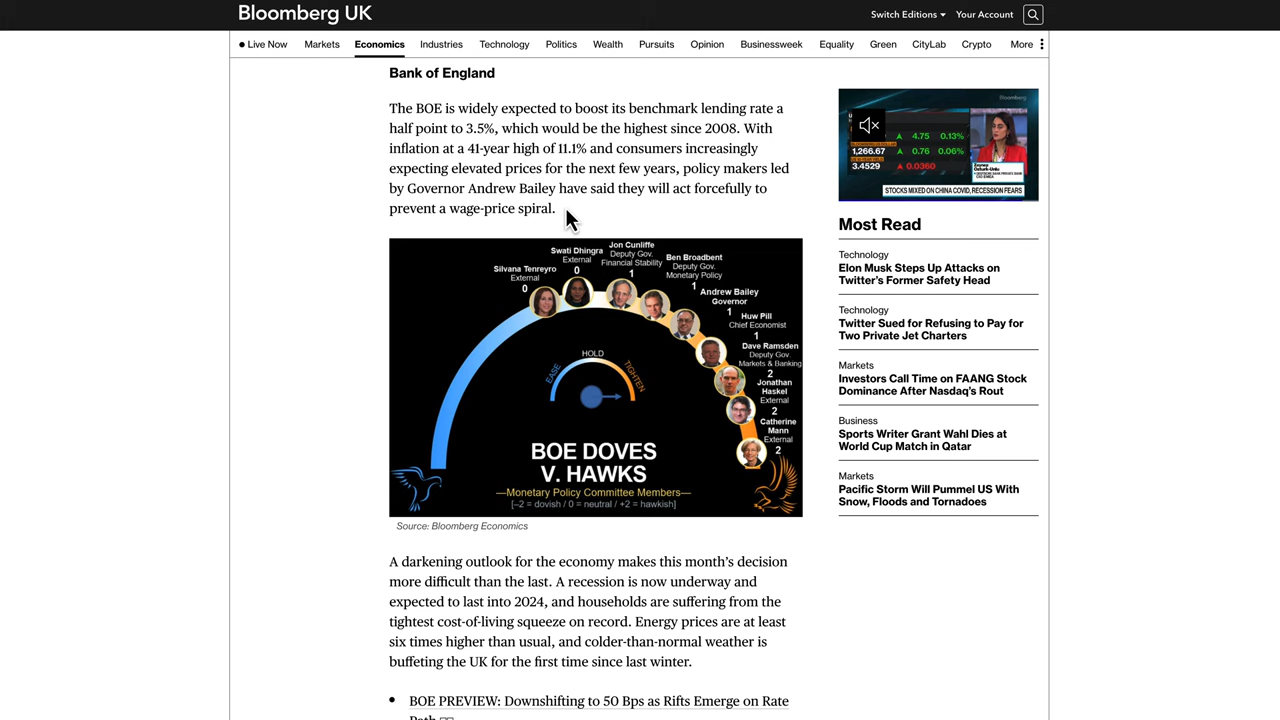 Bloomberg UK
Switch Editions
Your Account
Live Now
Markets
Economics
Industries
Technology
Politics
Wealth
Pursuits
Opinion
Businessweek
Equality
Green
CityLab
Crypto
More
Bank of England
The BOE is widely expected to boost its benchmark lending rate a
half point to 3.5%, which would be the highest since 2008. With
inflation at a 41-year high of 11.1% and consumers increasingly
expecting elevated prices for the next few years, policy makers led
by Governor Andrew Bailey have said they will act forcefully to
prevent a wage-price spiral.
Silvana Tenreyro
External
0
Swati Dhingra
External
0
Jon Cunliffe
Deputy Gov.
Financial Stability
1
Ben Broadbent
Deputy Gov.
Monetary Policy
1
Andrew Bailey
Governor
1
Huw Pill
Chief Economist
1
Dave Ramsden
Deputy Gov.
Markets & Banking
2
Jonathan
Haskel
External
2
Catherine
Mann
External
2
EASE
HOLD
TIGHTEN
BOE DOVES
V. HAWKS
—Monetary Policy Committee Members—
[–2 = dovish / 0 = neutral / +2 = hawkish]
Source: Bloomberg Economics
A darkening outlook for the economy makes this month's decision
more difficult than the last. A recession is now underway and
expected to last into 2024, and households are suffering from the
tightest cost-of-living squeeze on record. Energy prices are at least
six times higher than usual, and colder-than-normal weather is
buffeting the UK for the first time since last winter.
• BOE PREVIEW: Downshifting to 50 Bps as Rifts Emerge on Rate
Path
Bloomberg
4.75 0.13%
1,266.67 0.76 0.06%
3.4529 0.0360
STOCKS MIXED ON CHINA COVID, RECESSION FEARS
Most Read
Technology
Elon Musk Steps Up Attacks on
Twitter's Former Safety Head
Technology
Twitter Sued for Refusing to Pay for
Two Private Jet Charters
Markets
Investors Call Time on FAANG Stock
Dominance After Nasdaq's Rout
Business
Sports Writer Grant Wahl Dies at
World Cup Match in Qatar
Markets
Pacific Storm Will Pummel US With
Snow, Floods and Tornadoes